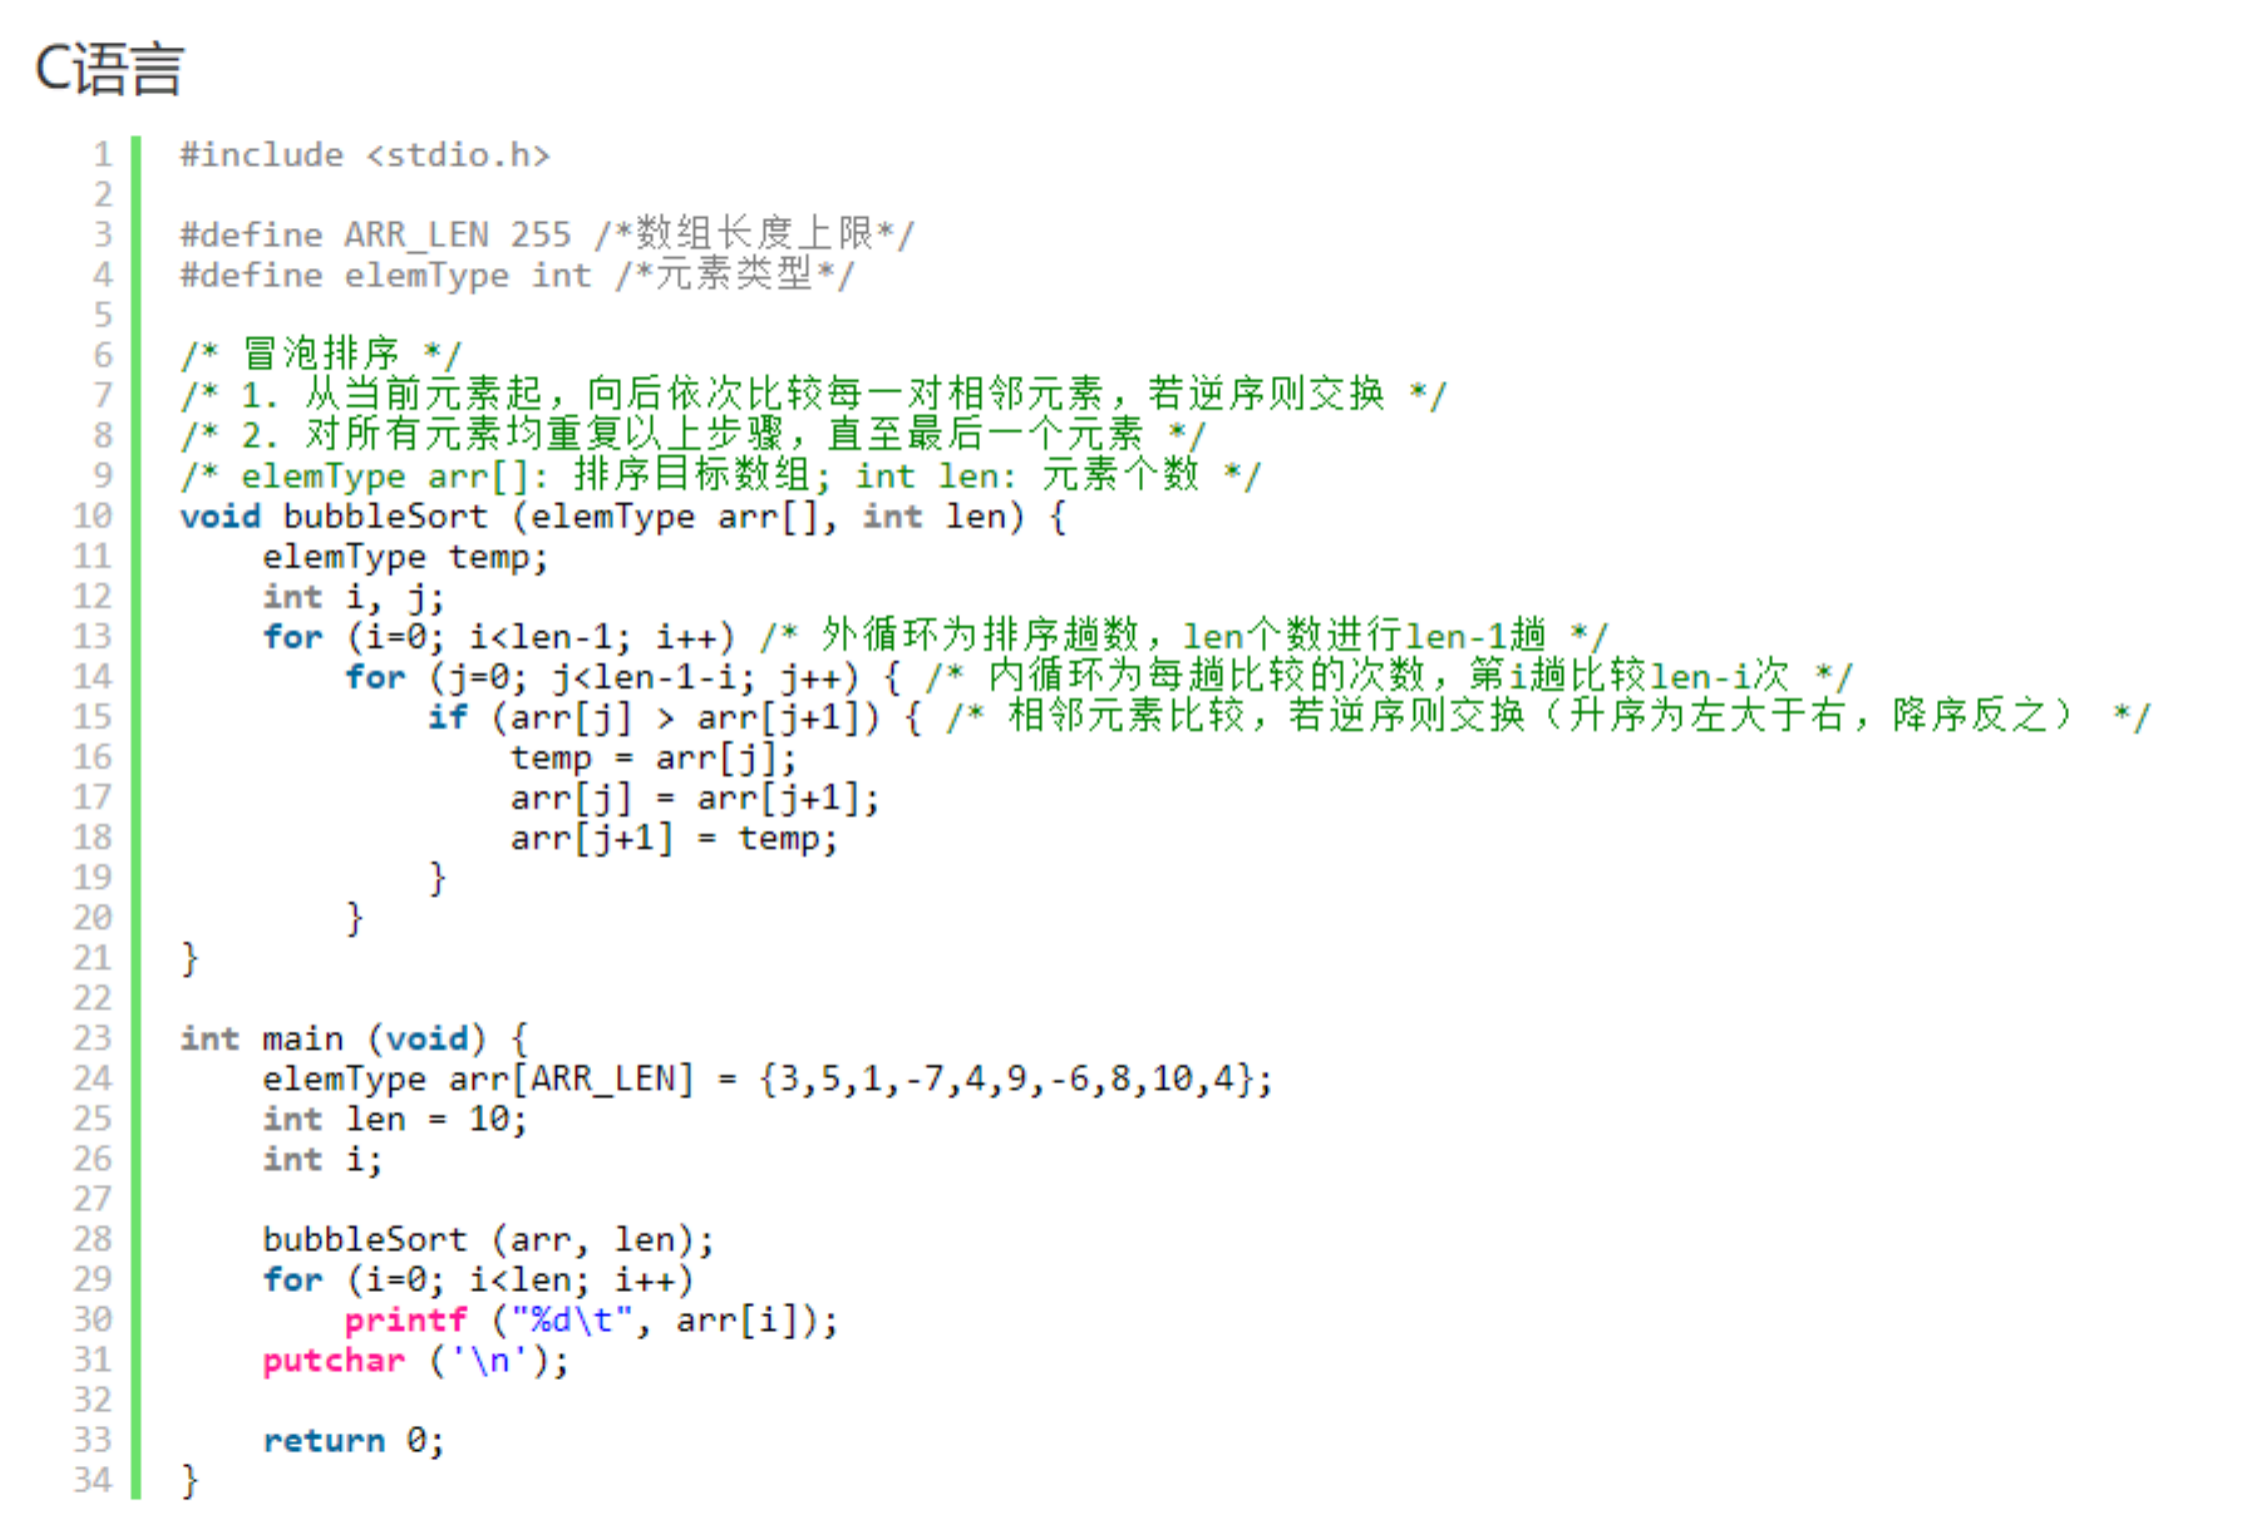 C语言
1 #include <stdio.h>
2
3 #define ARR_LEN 255 /*数组长度上限*/
4 #define elemType int /*元素类型*/
5
6 /* 冒泡排序 */
7 /* 1. 从当前元素起，向后依次比较每一对相邻元素，若逆序则交换 */
8 /* 2. 对所有元素均重复以上步骤，直至最后一个元素 */
9 /* elemType arr[]: 排序目标数组; int len: 元素个数 */
10 void bubbleSort (elemType arr[], int len) {
11     elemType temp;
12     int i, j;
13     for (i=0; i<len-1; i++) /* 外循环为排序趟数，len个数进行len-1趟 */
14         for (j=0; j<len-1-i; j++) { /* 内循环为每趟比较的次数，第i趟比较len-i次 */
15             if (arr[j] > arr[j+1]) { /* 相邻元素比较，若逆序则交换（升序为左大于右，降序反之） */
16                 temp = arr[j];
17                 arr[j] = arr[j+1];
18                 arr[j+1] = temp;
19             }
20         }
21 }
22
23 int main (void) {
24     elemType arr[ARR_LEN] = {3,5,1,-7,4,9,-6,8,10,4};
25     int len = 10;
26     int i;
27
28     bubbleSort (arr, len);
29     for (i=0; i<len; i++)
30         printf ("%d\t", arr[i]);
31     putchar ('\n');
32
33     return 0;
34 }